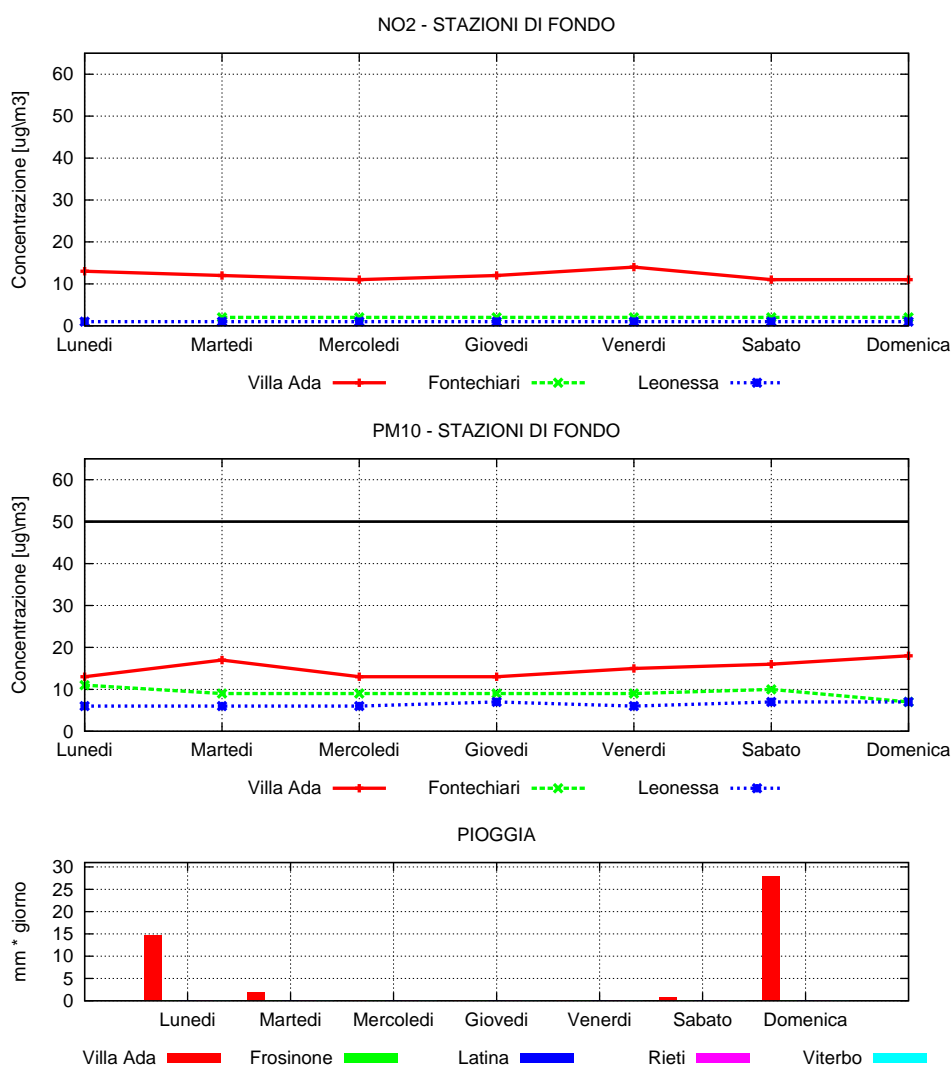 NO2 - STAZIONI DI FONDO
Concentrazione [ug\m3]
60
50
40
30
20
10
0
Lunedi Martedi Mercoledi Giovedi Venerdi Sabato Domenica
Villa Ada Fontechiari Leonessa
PM10 - STAZIONI DI FONDO
Concentrazione [ug\m3]
60
50
40
30
20
10
0
Lunedi Martedi Mercoledi Giovedi Venerdi Sabato Domenica
Villa Ada Fontechiari Leonessa
PIOGGIA
mm * giorno
30
25
20
15
10
5
0
Lunedi Martedi Mercoledi Giovedi Venerdi Sabato Domenica
Villa Ada Frosinone Latina Rieti Viterbo